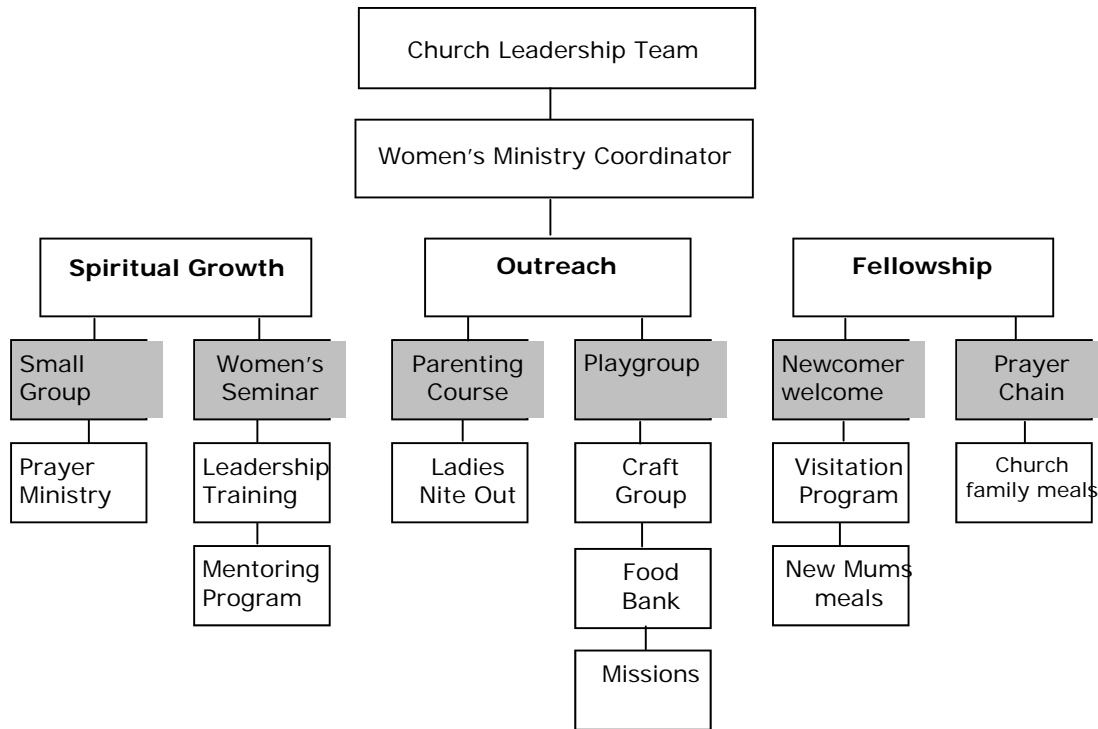 Church Leadership Team
Women's Ministry Coordinator
Spiritual Growth
Outreach
Fellowship
Small
Group
Women's
Seminar
Parenting
Course
Playgroup
Newcomer
welcome
Prayer
Chain
Prayer
Ministry
Leadership
Training
Ladies
Nite Out
Craft
Group
Visitation
Program
Church
family meals
Mentoring
Program
Food
Bank
New Mums
meals
Missions